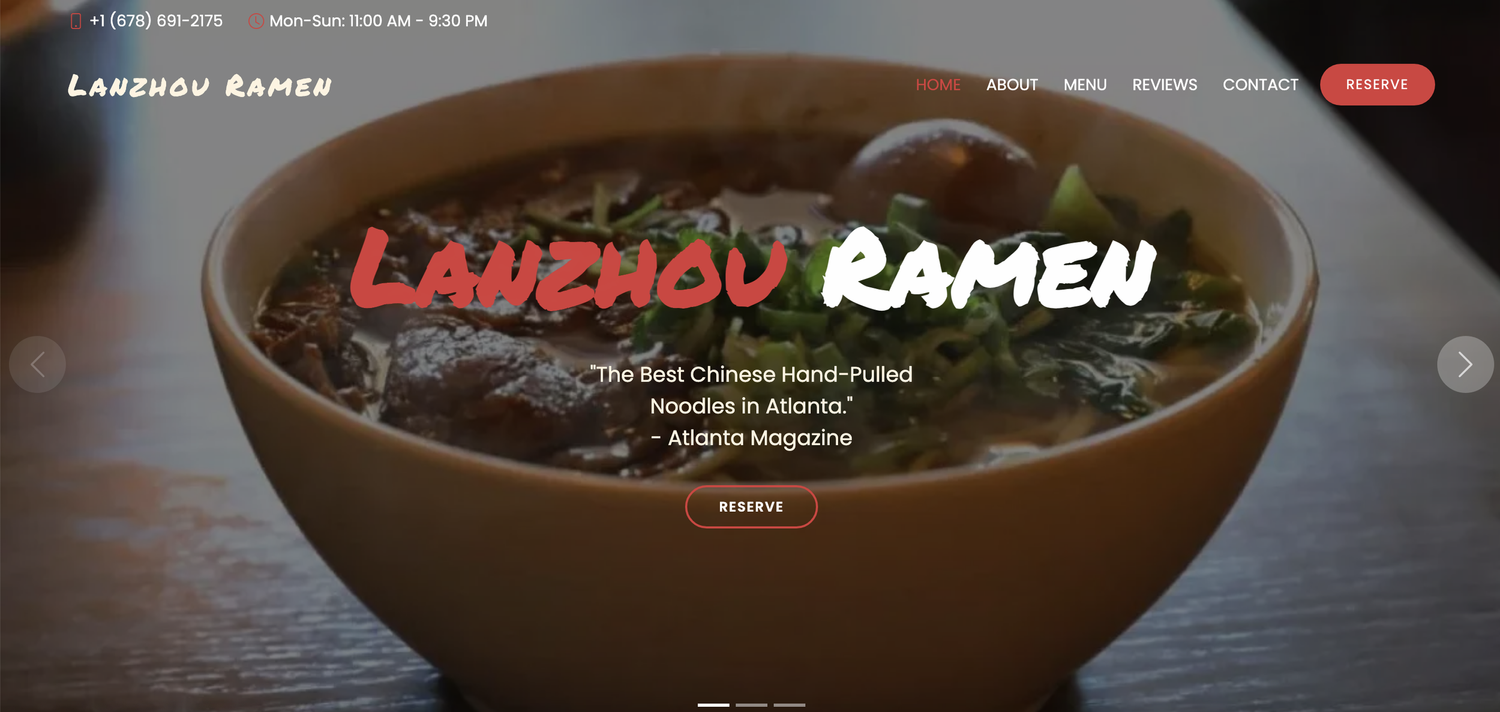 +1 (678) 691-2175 Mon-Sun: 11:00 AM - 9:30 PM
Lanzhou Ramen
HOME ABOUT MENU REVIEWS CONTACT RESERVE
Lanzhou Ramen
"The Best Chinese Hand-Pulled
Noodles in Atlanta."
- Atlanta Magazine
RESERVE